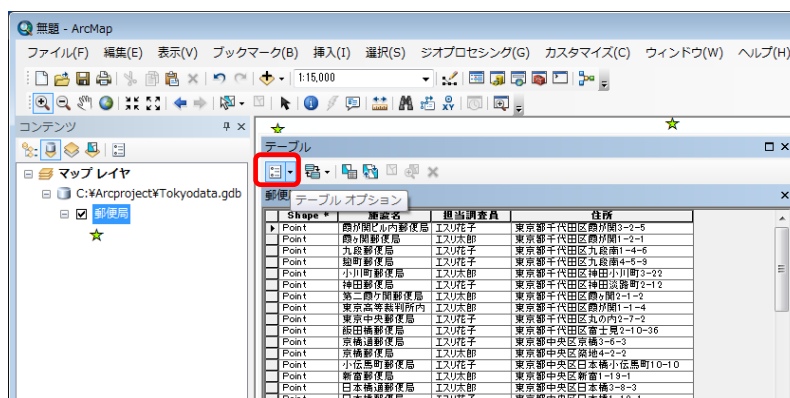 無題 - ArcMap
ファイル(F) 編集(E) 表示(V) ブックマーク(B) 挿入(I) 選択(S) ジオプロセシング(G) カスタマイズ(C) ウィンドウ(W) ヘルプ(H)
1:15,000
コンテンツ
テーブル
マップ レイヤ
C:¥Arcproject¥Tokyodata.gdb
郵便局
テーブル オプション
Shape * 施設名 担当調査員 住所
Point 霞が関ビル内郵便局 エスリ花子 東京都千代田区霞が関3-2-5
Point 霞ヶ関郵便局 エスリ太郎 東京都千代田区霞が関1-2-1
Point 九段郵便局 エスリ太郎 東京都千代田区九段南1-4-6
Point 麹町郵便局 エスリ花子 東京都千代田区九段南4-5-9
Point 小川町郵便局 エスリ太郎 東京都千代田区神田小川町3-22
Point 神田郵便局 エスリ花子 東京都千代田区神田淡路町2-12
Point 第二霞ケ関郵便局 エスリ太郎 東京都千代田区霞ヶ関2-1-2
Point 東京高等裁判所内 エスリ太郎 東京都千代田区霞が関1-1-4
Point 東京中央郵便局 エスリ花子 東京都千代田区丸の内2-7-2
Point 飯田橋郵便局 エスリ花子 東京都千代田区富士見2-10-36
Point 京橋通郵便局 エスリ花子 東京都中央区京橋3-6-3
Point 京橋郵便局 エスリ太郎 東京都中央区築地4-2-2
Point 小伝馬町郵便局 エスリ太郎 東京都中央区日本橋小伝馬町10-10
Point 新富郵便局 エスリ太郎 東京都中央区新富1-19-1
Point 日本橋通郵便局 エスリ太郎 東京都中央区日本橋3-8-3